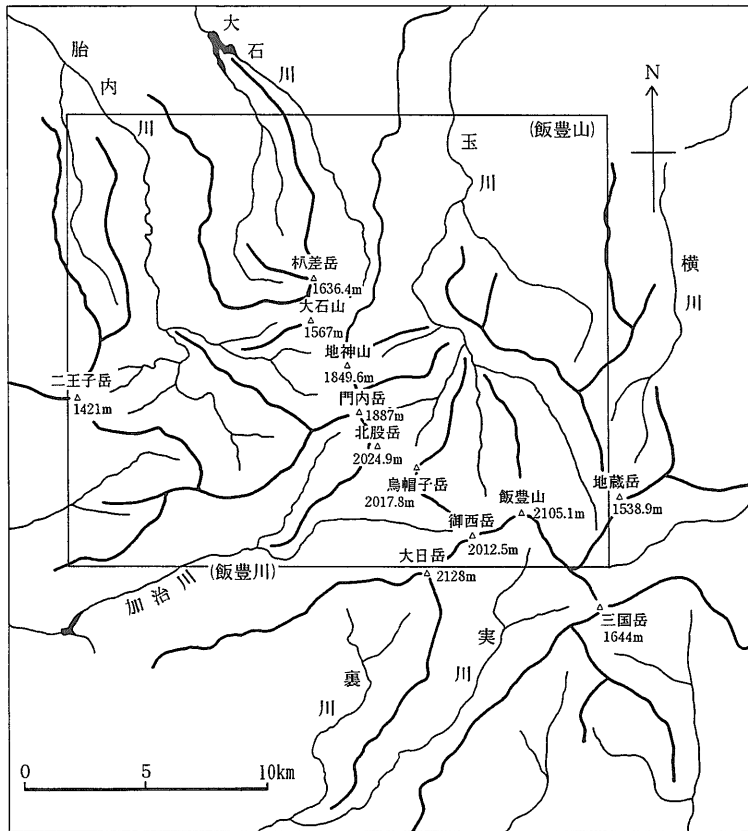 胎内川
大石川
玉川
(飯豊山)
N
横川
杁差岳
1636.4m
大石山
1567m
地神山
1849.6m
二王子岳
1421m
門内岳
1887m
北股岳
2024.9m
烏帽子岳
2017.8m
飯豊山
2105.1m
地蔵岳
1538.9m
御西岳
2012.5m
大日岳
2128m
加治川(飯豊川)
三国岳
1644m
実川
裏川
0 5 10km